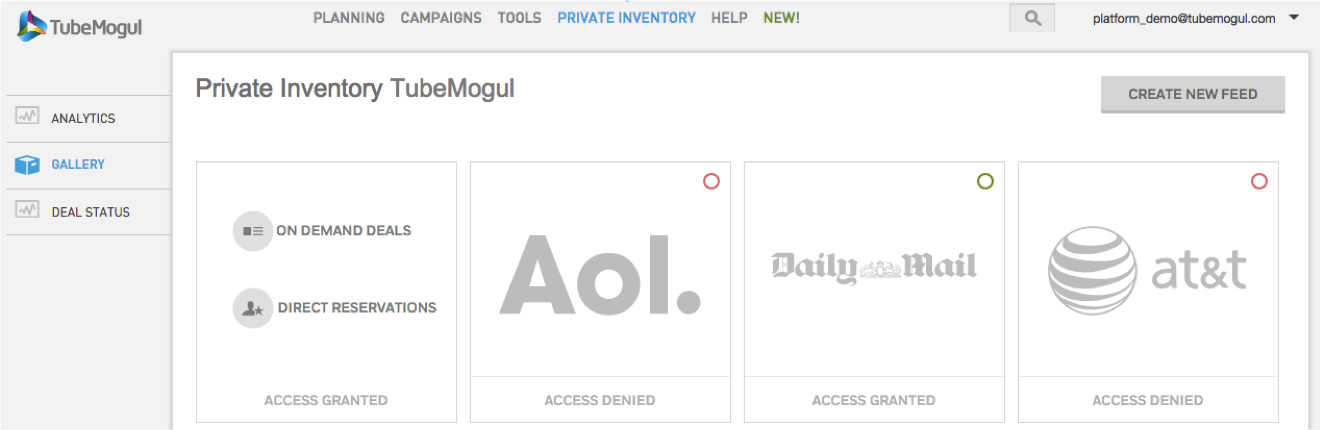 TubeMogul
PLANNING CAMPAIGNS TOOLS PRIVATE INVENTORY HELP NEW!
platform_demo@tubemogul.com
ANALYTICS
GALLERY
DEAL STATUS
Private Inventory TubeMogul
CREATE NEW FEED
ON DEMAND DEALS
DIRECT RESERVATIONS
ACCESS GRANTED
Aol.
ACCESS DENIED
Daily Mail
ACCESS GRANTED
at&t
ACCESS DENIED